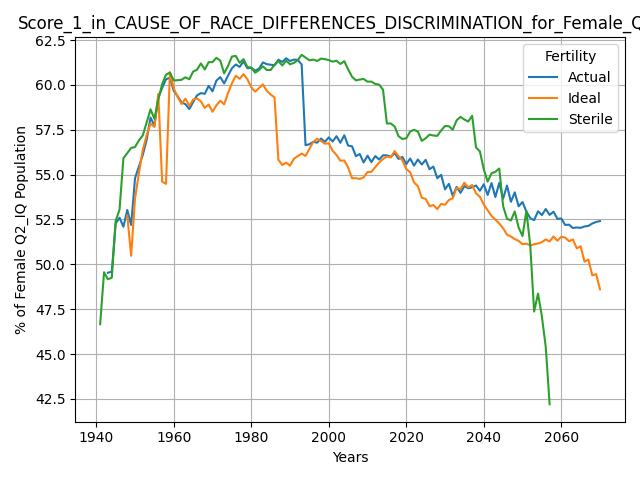 Score_1_in_CAUSE_OF_RACE_DIFFERENCES_DISCRIMINATION_for_Female_Q
62.5
60.0
57.5
55.0
52.5
50.0
47.5
45.0
42.5
% of Female Q2_IQ Population
Fertility
Actual
Ideal
Sterile
1940 1960 1980 2000 2020 2040 2060
Years